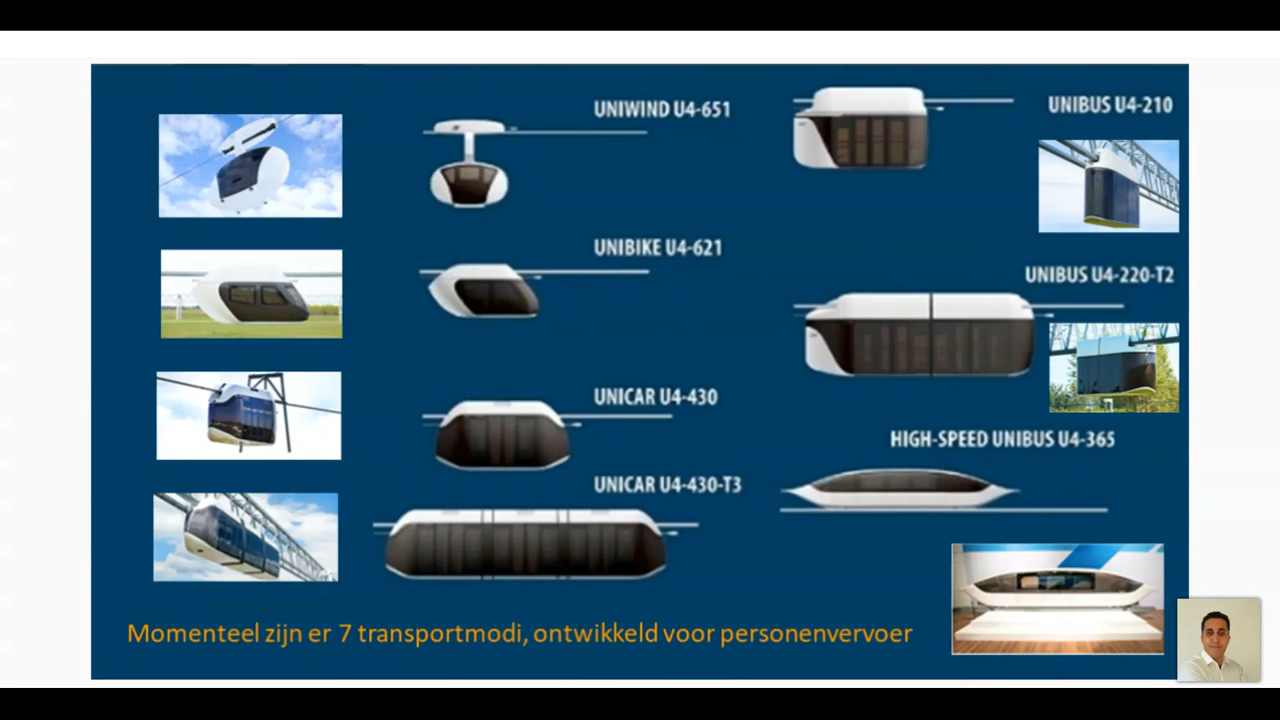 UNIWIND U4-651
UNIBUS U4-210
UNIBIKE U4-621
UNIBUS U4-220-T2
UNICAR U4-430
HIGH-SPEED UNIBUS U4-365
UNICAR U4-430-T3
Momenteel zijn er 7 transportmodi, ontwikkeld voor personenvervoer